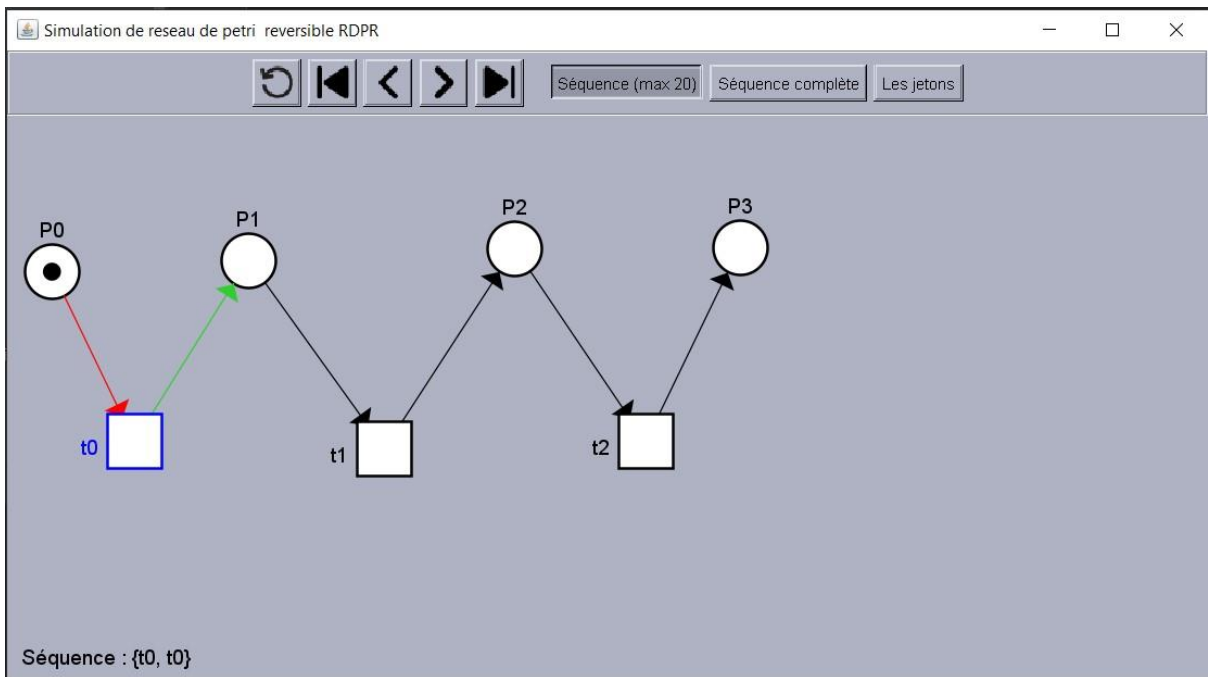 Simulation de reseau de petri  reversible RDPR
Séquence (max 20) Séquence complète Les jetons
P0 P1 P2 P3
t0 t1 t2
Séquence : {t0, t0}